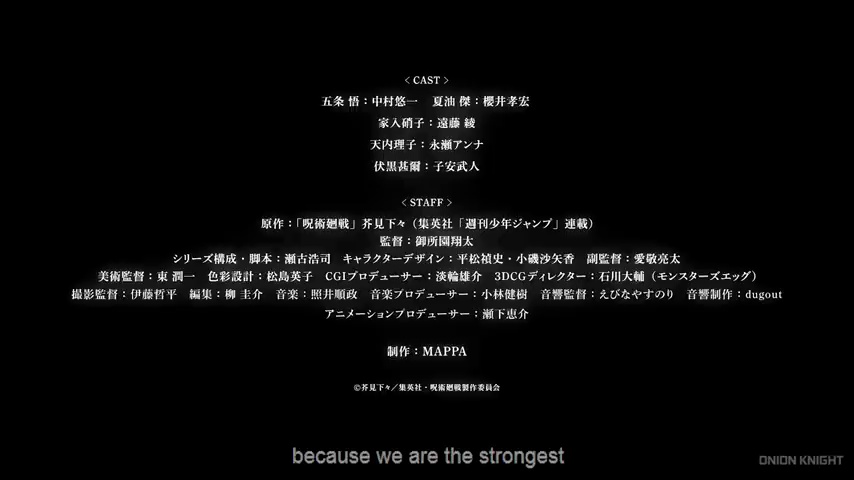 < CAST >
五条 悟：中村悠一　夏油 傑：櫻井孝宏
家入硝子：遠藤 綾
天内理子：永瀬アンナ
伏黒甚爾：子安武人
< STAFF >
原作：「呪術廻戦」芥見下々（集英社「週刊少年ジャンプ」連載）
監督：御所園翔太
シリーズ構成・脚本：瀬古浩司　キャラクターデザイン：平松禎史・小磯沙矢香　副監督：愛敬亮太
美術監督：東 潤一　色彩設計：松島英子　CGIプロデューサー：淡輪雄介　3DCGディレクター：石川大輔（モンスターズエッグ）
撮影監督：伊藤哲平　編集：柳 圭介　音楽：照井順政　音楽プロデューサー：小林健樹　音響監督：えびなやすのり　音響制作：dugout
アニメーションプロデューサー：瀬下恵介
制作：MAPPA
©芥見下々／集英社・呪術廻戦製作委員会
because we are the strongest
ONION KNIGHT